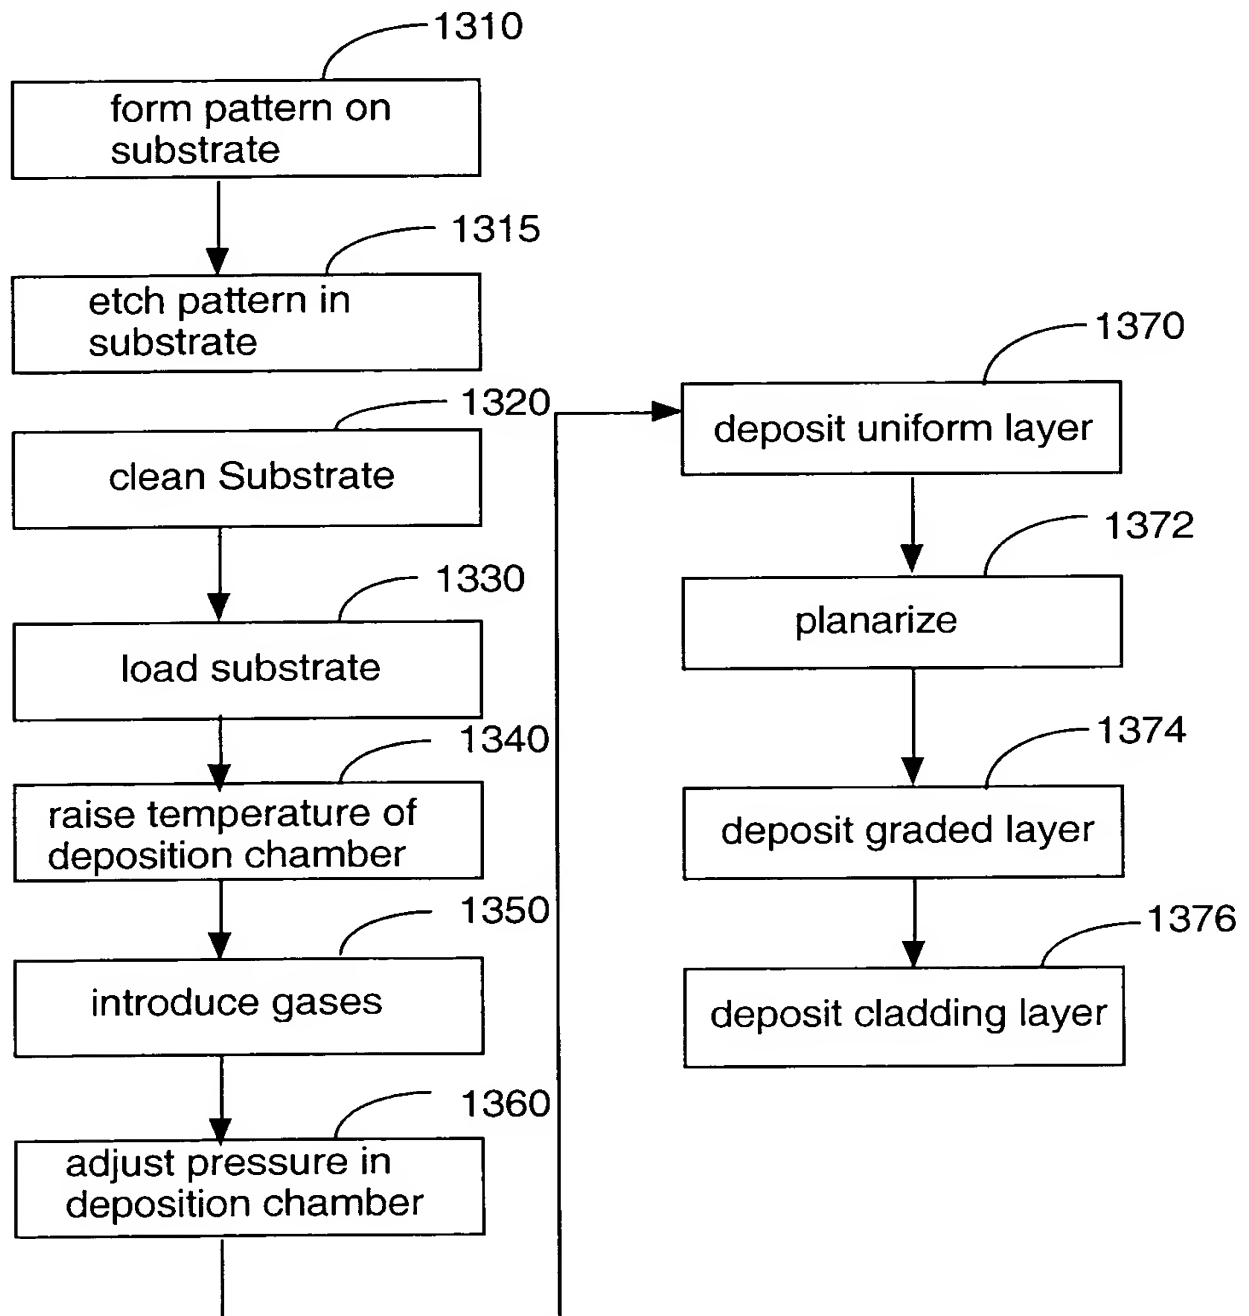 1310
form pattern on
substrate
1315
etch pattern in
substrate
1320
clean Substrate
1330
load substrate
1340
raise temperature of
deposition chamber
1350
introduce gases
1360
adjust pressure in
deposition chamber
1370
deposit uniform layer
1372
planarize
1374
deposit graded layer
1376
deposit cladding layer